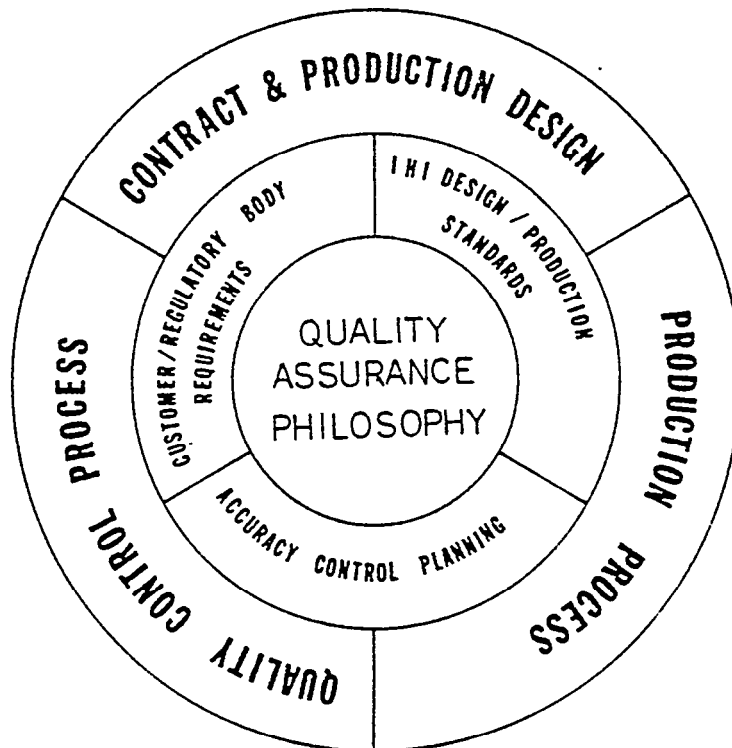 CONTRACT & PRODUCTION DESIGN
PRODUCTION PROCESS
QUALITY CONTROL PROCESS
CUSTOMER/REGULATORY BODY
REQUIREMENTS
IHI DESIGN/PRODUCTION
STANDARDS
ACCURACY CONTROL PLANNING
QUALITY
ASSURANCE
PHILOSOPHY